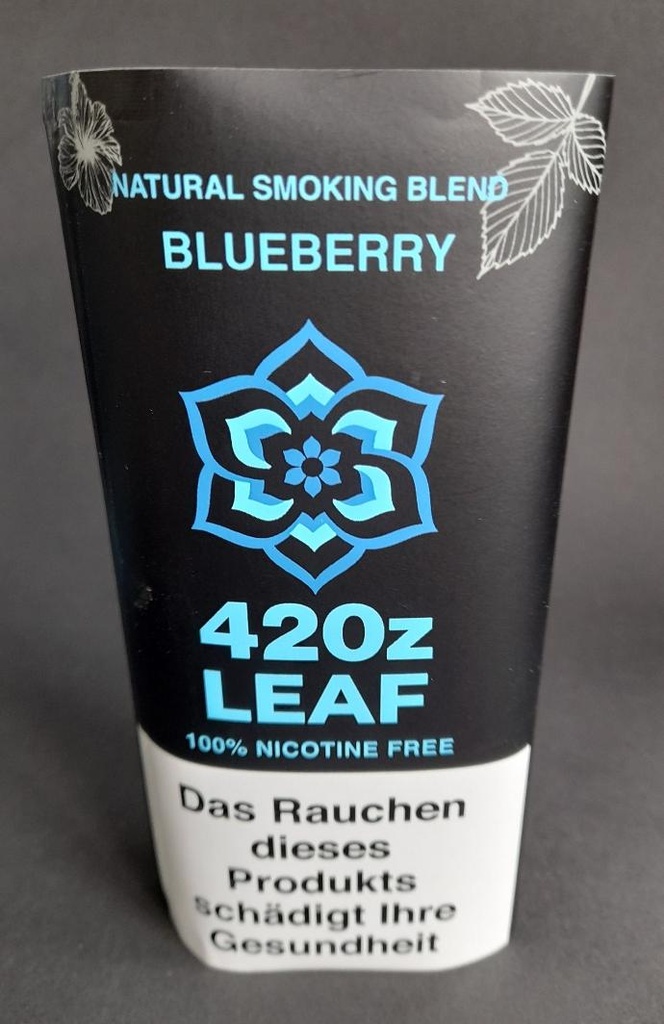 NATURAL SMOKING BLEND
BLUEBERRY
420z
LEAF
100% NICOTINE FREE
Das Rauchen
dieses
Produkts
schädigt Ihre
Gesundheit